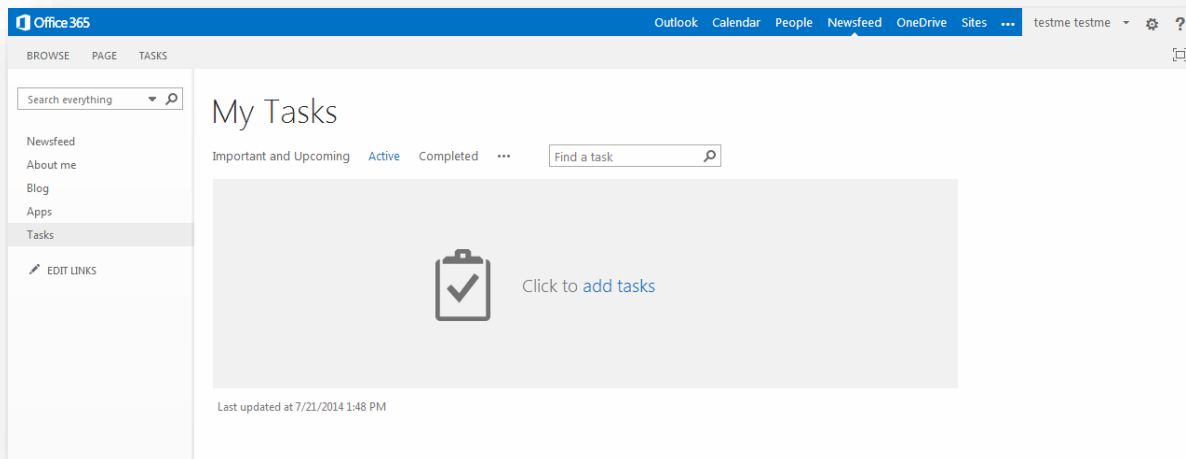 Office 365 Outlook Calendar People Newsfeed OneDrive Sites ••• testme testme ?
BROWSE PAGE TASKS
Search everything
Newsfeed
About me
Blog
Apps
Tasks
EDIT LINKS
My Tasks
Important and Upcoming Active Completed ••• Find a task
Click to add tasks
Last updated at 7/21/2014 1:48 PM